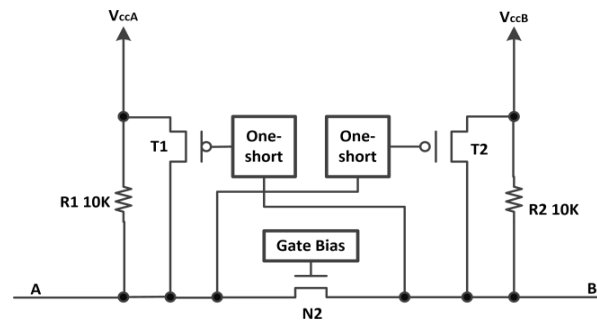 VccA
VccB
T1
One-
short
One-
short
T2
R1 10K
R2 10K
Gate Bias
A
B
N2